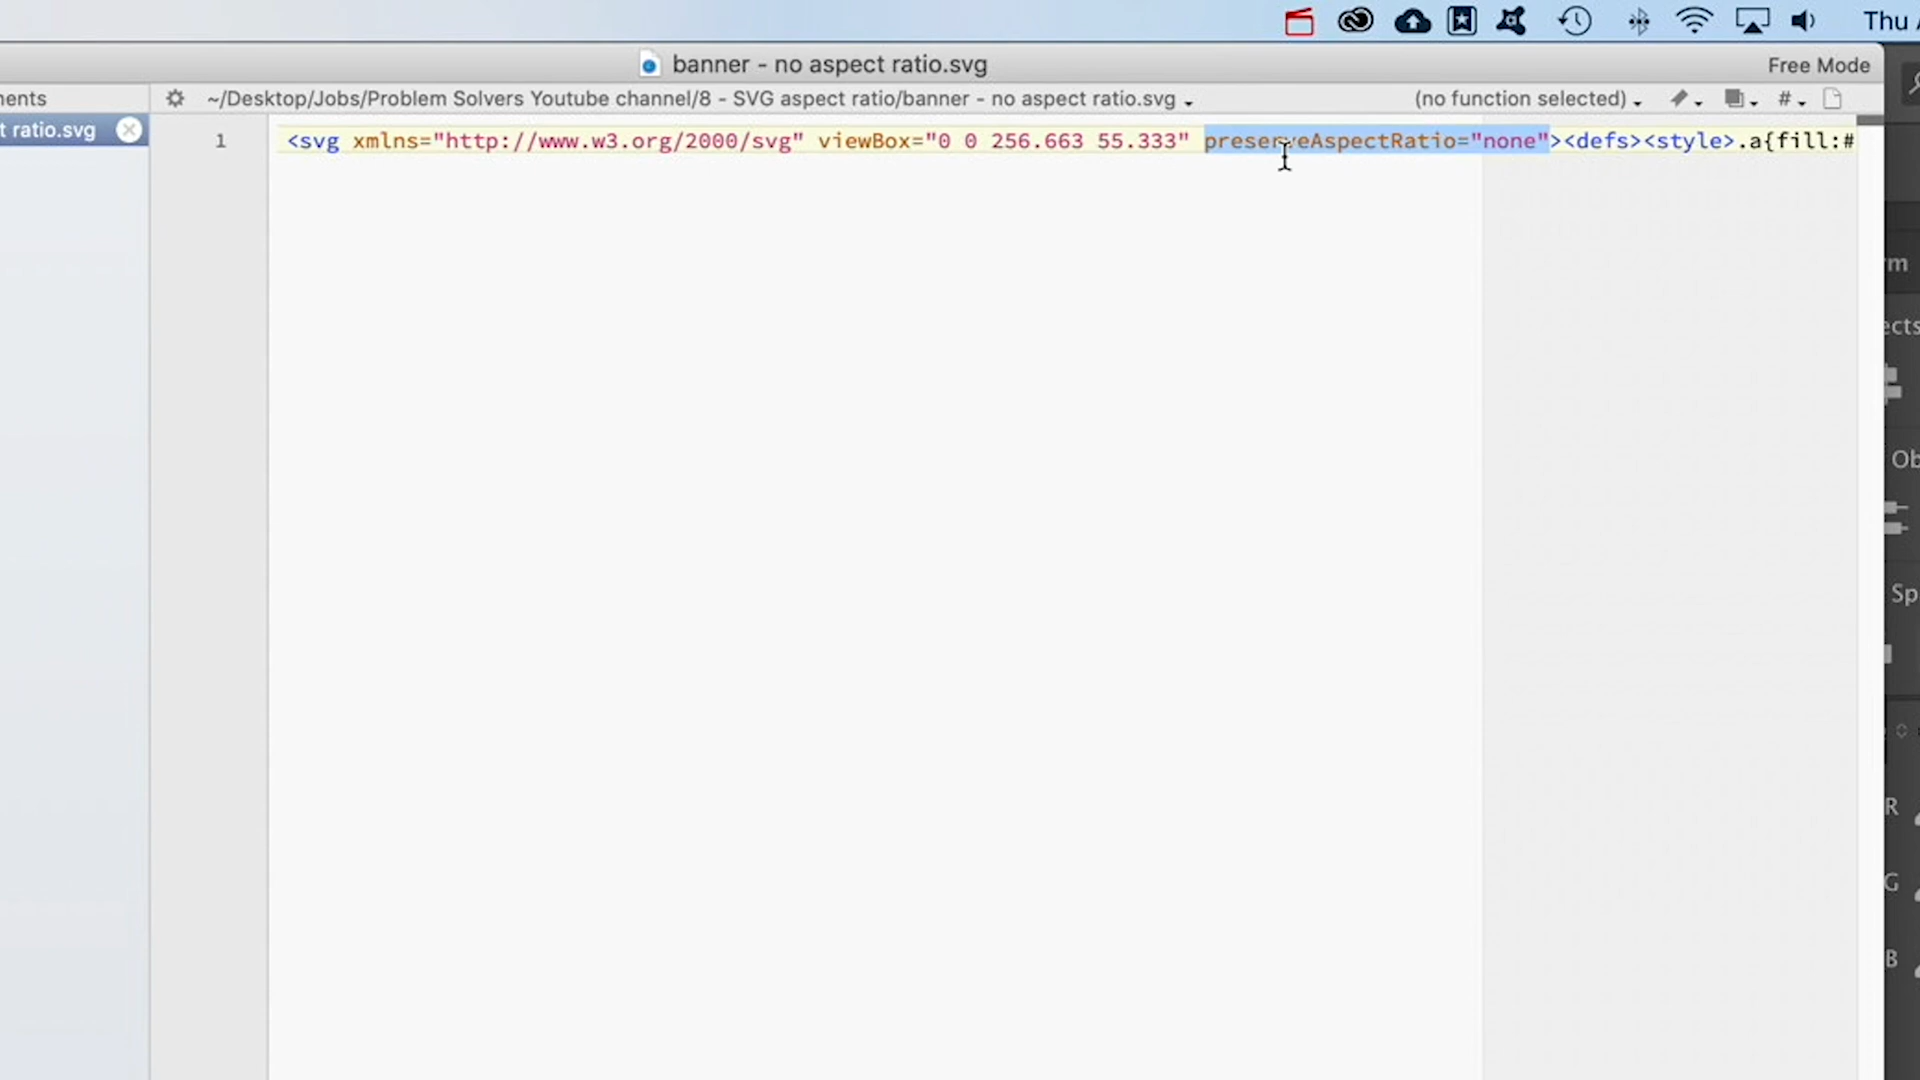 Thu
banner - no aspect ratio.svg
Free Mode
ents
~/Desktop/Jobs/Problem Solvers Youtube channel/8 - SVG aspect ratio/banner - no aspect ratio.svg
(no function selected)
#
t ratio.svg
1
<svg xmlns="http://www.w3.org/2000/svg" viewBox="0 0 256.663 55.333" preserveAspectRatio="none"><defs><style>.a{fill:#
rm
ects
Ob
Sp
R
G
B